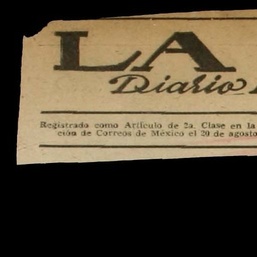 LA
Diario
Registrado como Artículo de 2a. Clase en la
ción de Correos de México el 20 de agosto